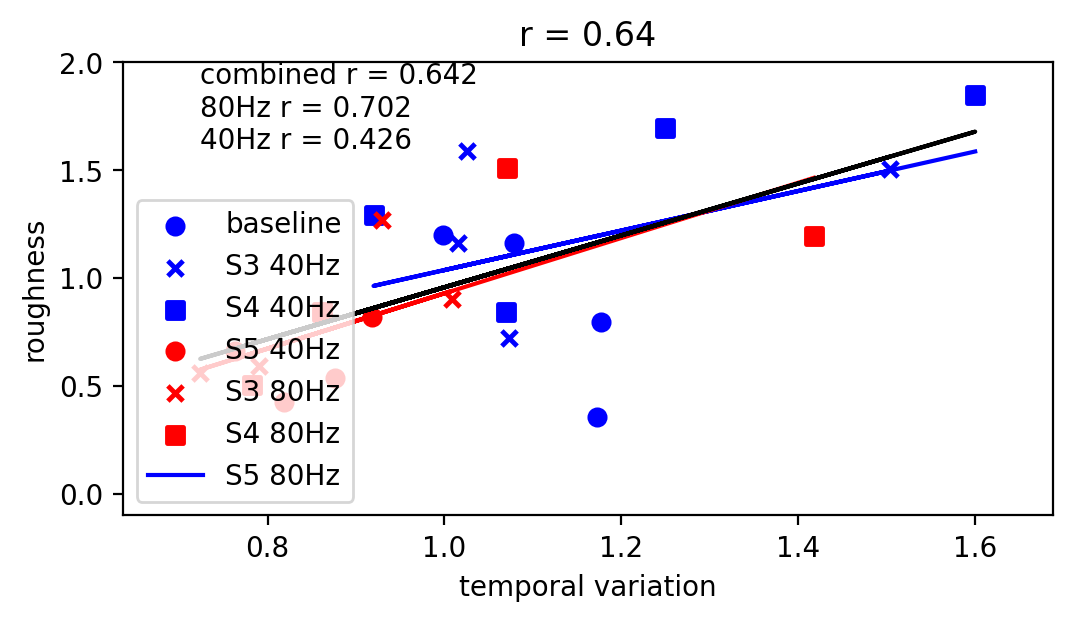 r = 0.64
combined r = 0.642
80Hz r = 0.702
40Hz r = 0.426
baseline
S3 40Hz
S4 40Hz
S5 40Hz
S3 80Hz
S4 80Hz
S5 80Hz
roughness
2.0
1.5
1.0
0.5
0.0
0.8
1.0
1.2
1.4
1.6
temporal variation